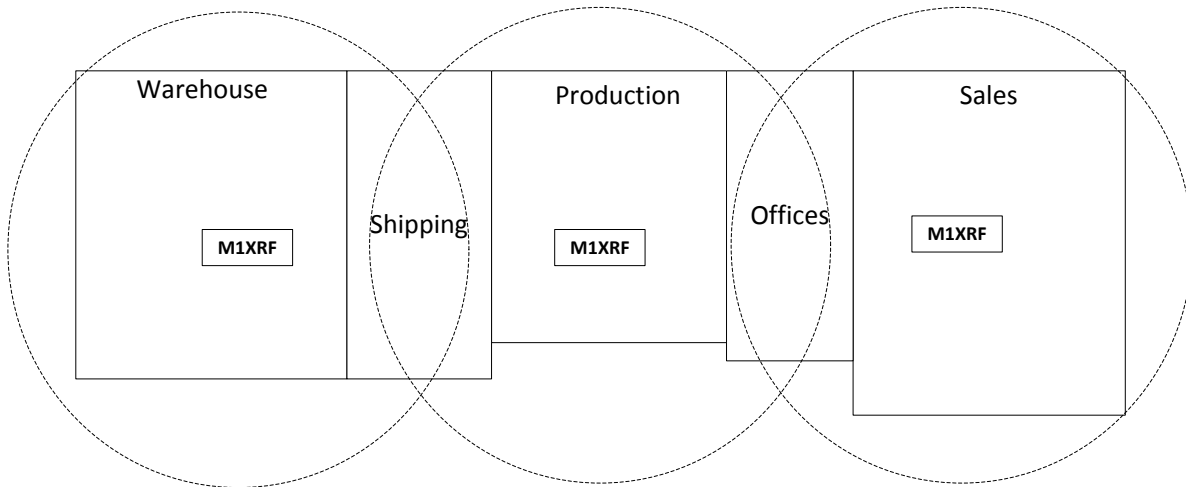 Warehouse
Production
Sales
Shipping
Offices
M1XRF
M1XRF
M1XRF